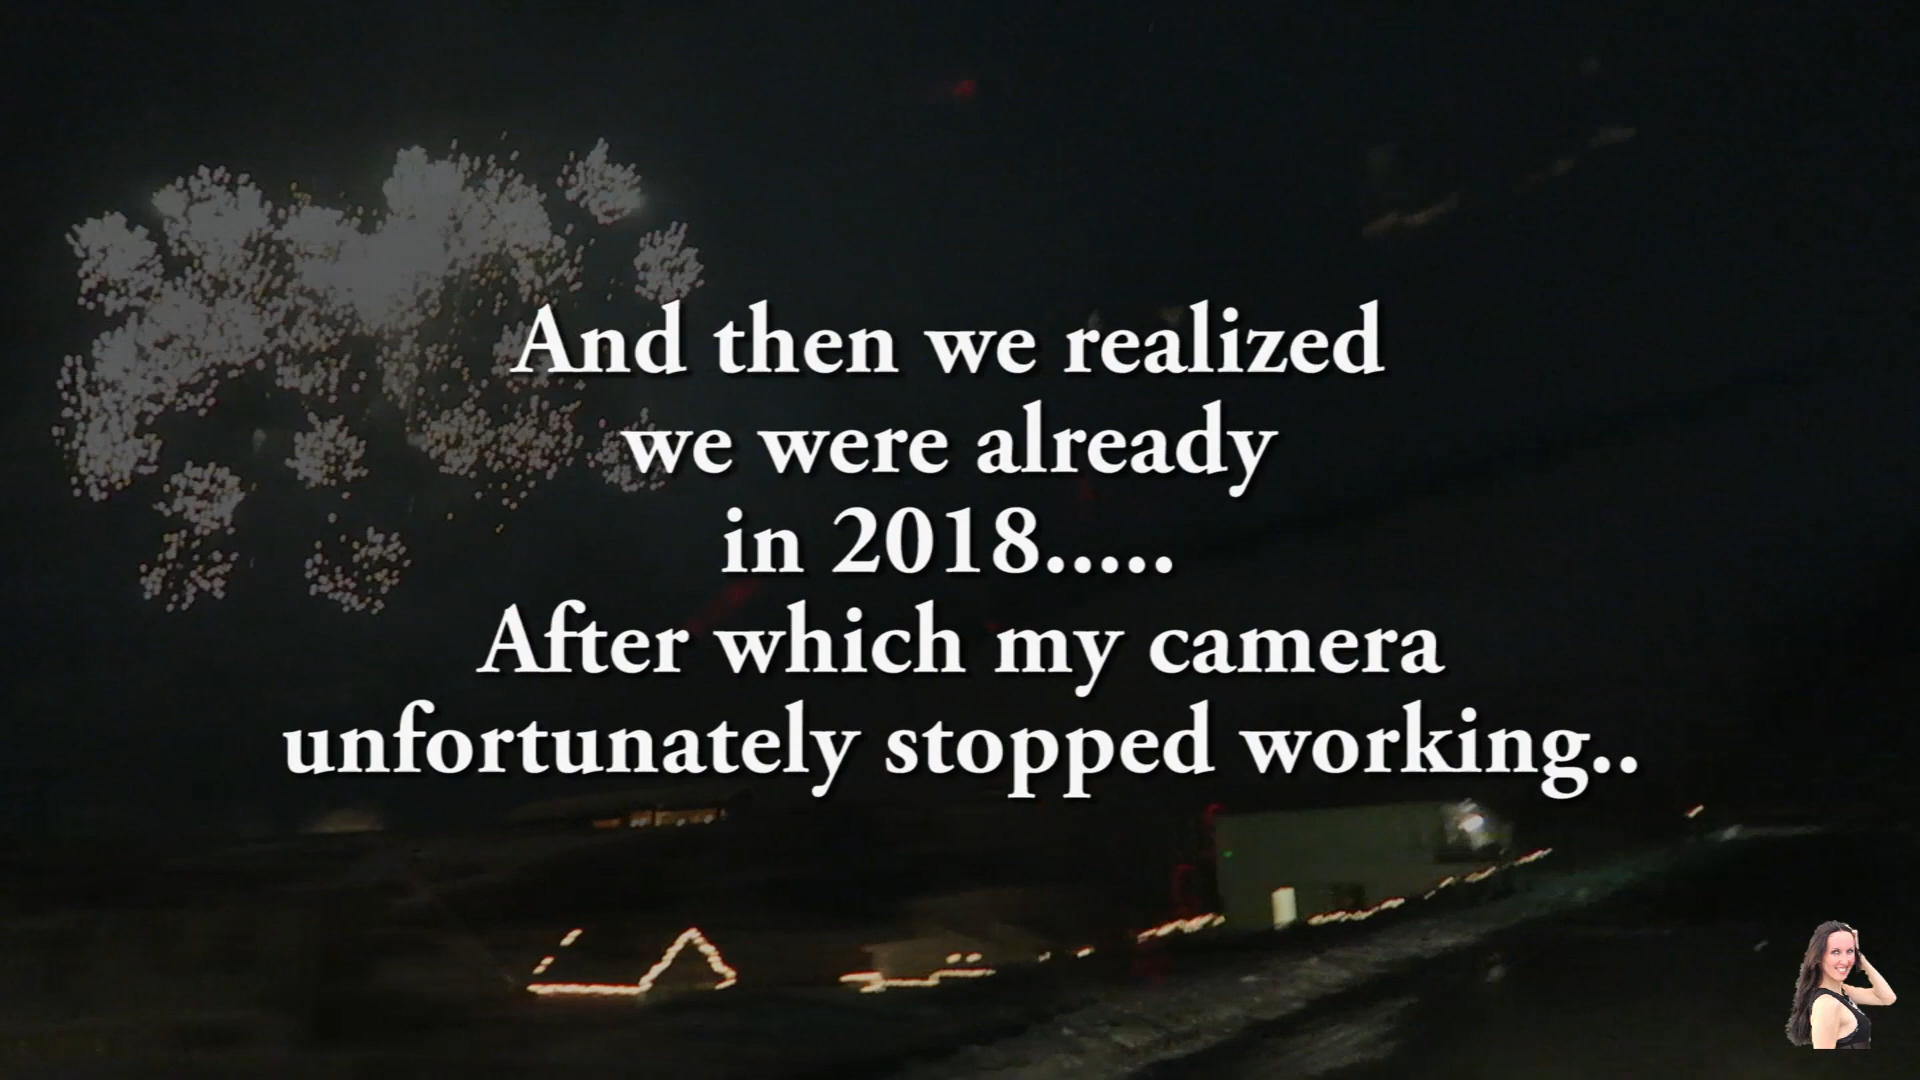 And then we realized
we were already
in 2018.....
After which my camera
unfortunately stopped working..